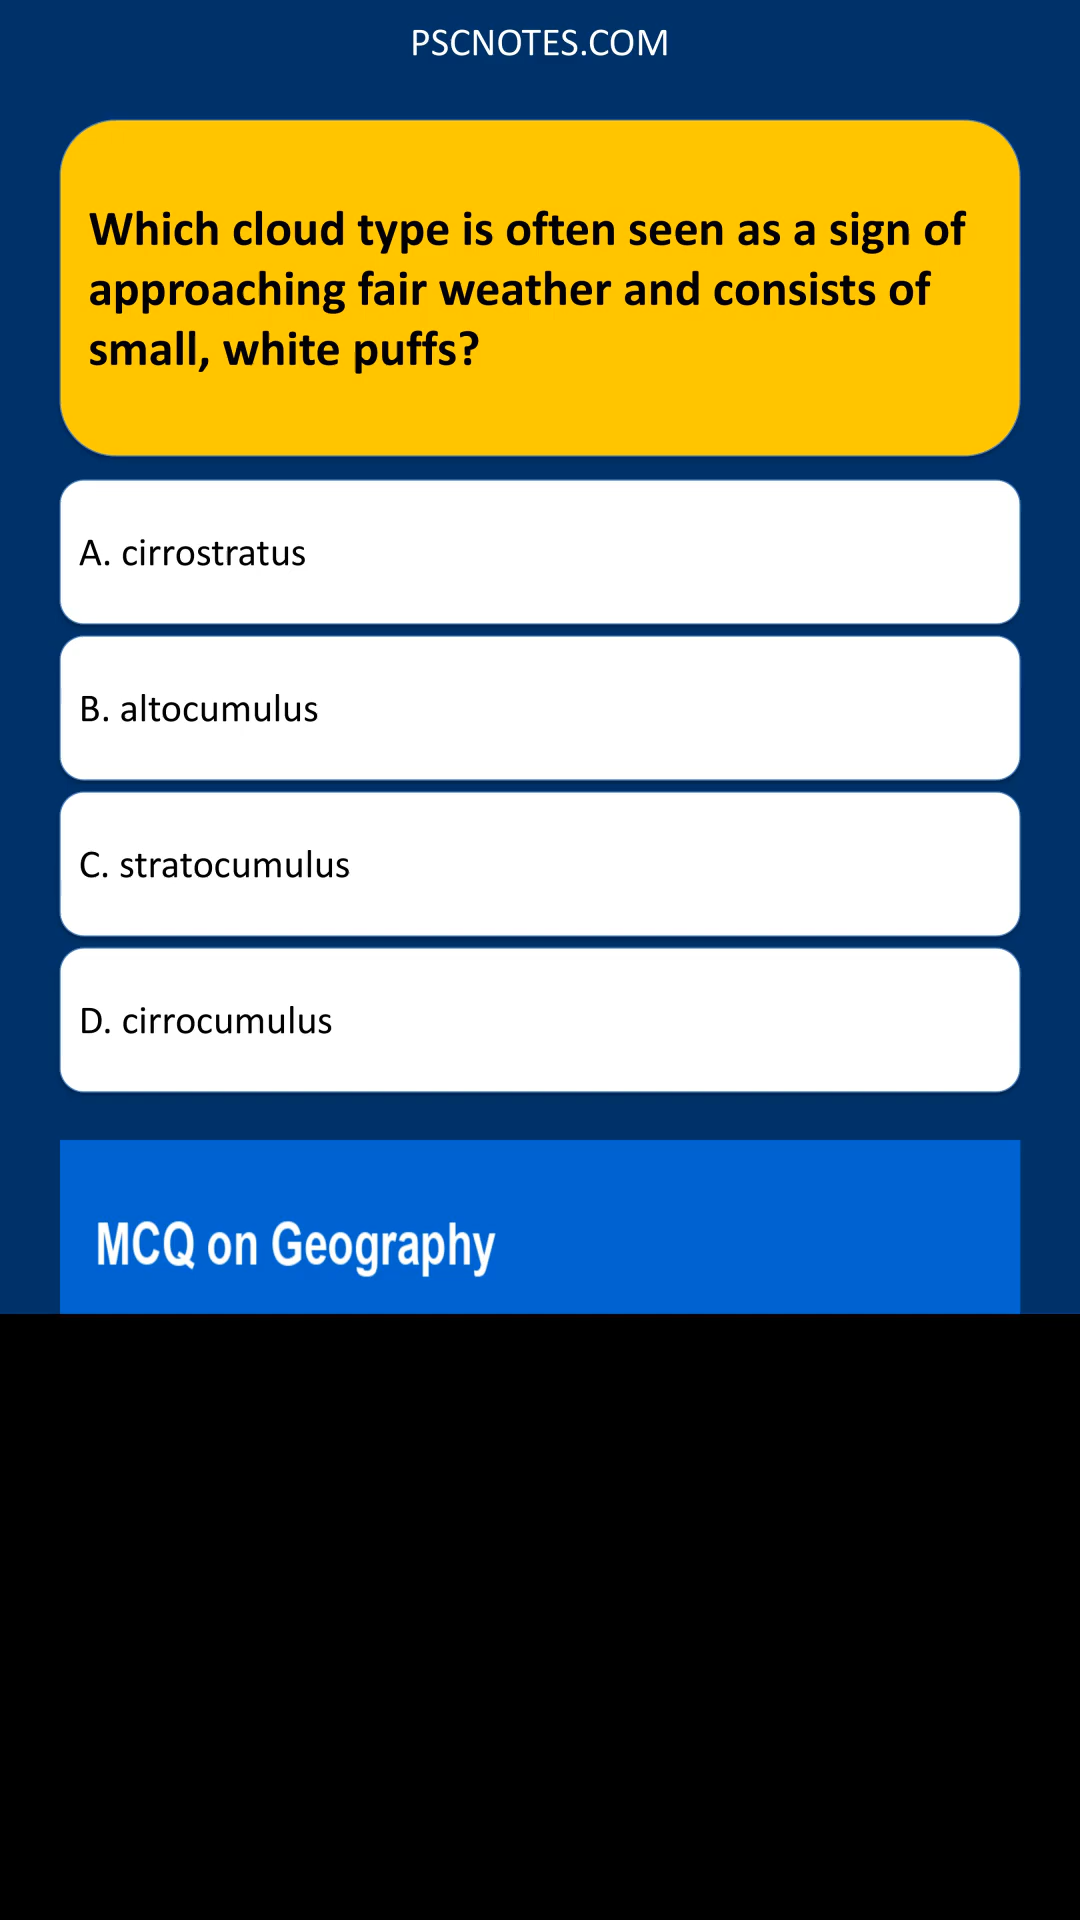 PSCNOTES.COM
Which cloud type is often seen as a sign of
approaching fair weather and consists of
small, white puffs?
A. cirrostratus
B. altocumulus
C. stratocumulus
D. cirrocumulus
MCQ on Geography